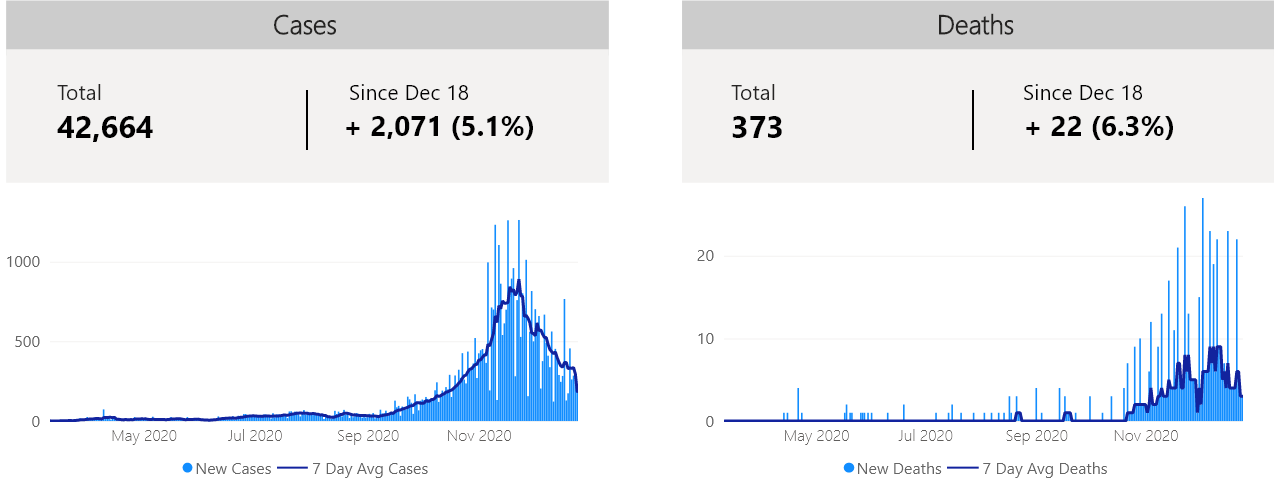 Cases
Total
Since Dec 18
42,664
+ 2,071 (5.1%)
1000
500
0
May 2020 Jul 2020 Sep 2020 Nov 2020
New Cases 7 Day Avg Cases
Deaths
Total
Since Dec 18
373
+ 22 (6.3%)
20
10
0
May 2020 Jul 2020 Sep 2020 Nov 2020
New Deaths 7 Day Avg Deaths